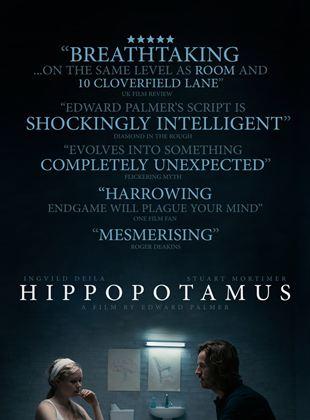 ★★★★★
“BREATHTAKING
...ON THE SAME LEVEL AS ROOM AND
10 CLOVERFIELD LANE”
UK FILM REVIEW
“EDWARD PALMER'S SCRIPT IS
SHOCKINGLY INTELLIGENT”
DIAMOND IN THE ROUGH
“EVOLVES INTO SOMETHING
COMPLETELY UNEXPECTED”
FLICKERING MYTH
“HARROWING
ENDGAME WILL PLAGUE YOUR MIND”
ONE FILM FAN
“MESMERISING”
ROGER DEAKINS
INGVILD DEILA STUART MORTIMER
HIPPOPOTAMUS
A FILM BY EDWARD PALMER